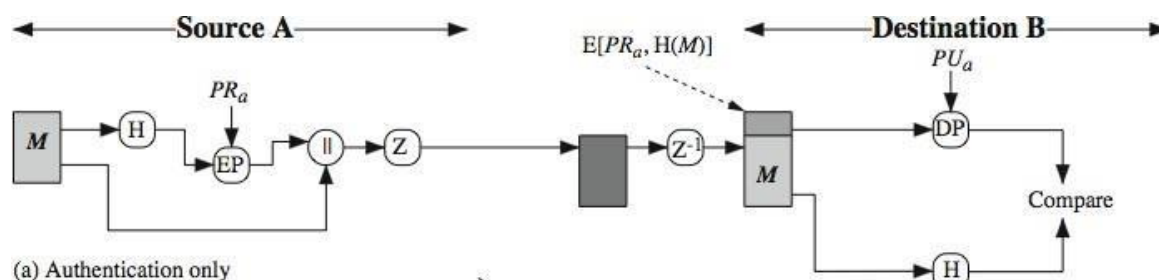 Source A
Destination B
E[PRa, H(M)]
PUa
PRa
M
H
EP
||
Z
Z-1
M
DP
Compare
H
(a) Authentication only